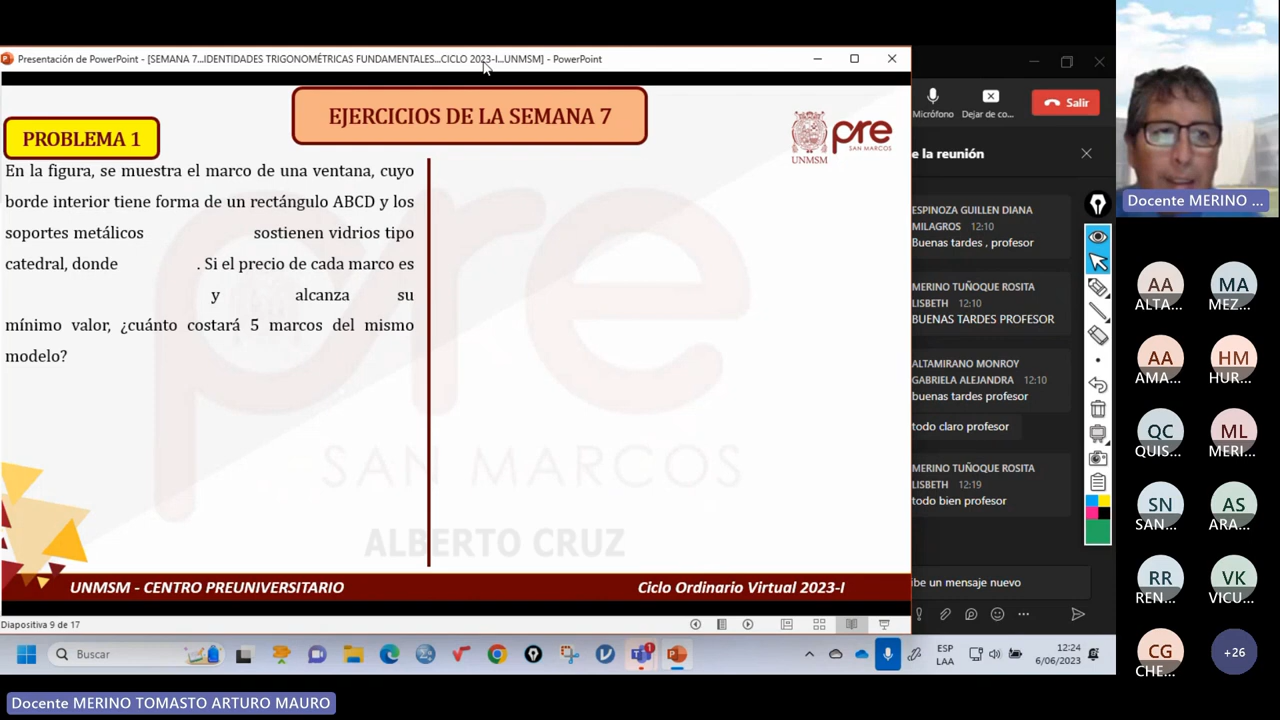 Presentación de PowerPoint - [SEMANA 7...IDENTIDADES TRIGONOMÉTRICAS FUNDAMENTALES...CICLO 2023-I...UNMSM] - PowerPoint
EJERCICIOS DE LA SEMANA 7
PROBLEMA 1
UNMSM
pre
SAN MARCOS
En la figura, se muestra el marco de una ventana, cuyo
borde interior tiene forma de un rectángulo ABCD y los
soportes metálicos sostienen vidrios tipo
catedral, donde . Si el precio de cada marco es
y alcanza su
mínimo valor, ¿cuánto costará 5 marcos del mismo
modelo?
pre
SAN MARCOS
ALBERTO CRUZ
UNMSM - CENTRO PREUNIVERSITARIO
Ciclo Ordinario Virtual 2023-I
Diapositiva 9 de 17
Micrófono
Dejar de co...
Salir
e la reunión
ESPINOZA GUILLEN DIANA
MILAGROS 12:10
Buenas tardes , profesor
MERINO TUÑOQUE ROSITA
LISBETH 12:10
BUENAS TARDES PROFESOR
ALTAMIRANO MONROY
GABRIELA ALEJANDRA 12:10
buenas tardes profesor
todo claro profesor
MERINO TUÑOQUE ROSITA
LISBETH 12:19
todo bien profesor
ibe un mensaje nuevo
Docente MERINO ...
AA
ALTA...
MA
MEZ...
AA
AMA...
HM
HUR...
QC
QUIS...
ML
MERI...
SN
SAN...
AS
ARA...
RR
REN...
VK
VICU...
CG
CHE...
+26
Buscar
ESP
LAA
12:24
6/06/2023
Docente MERINO TOMASTO ARTURO MAURO